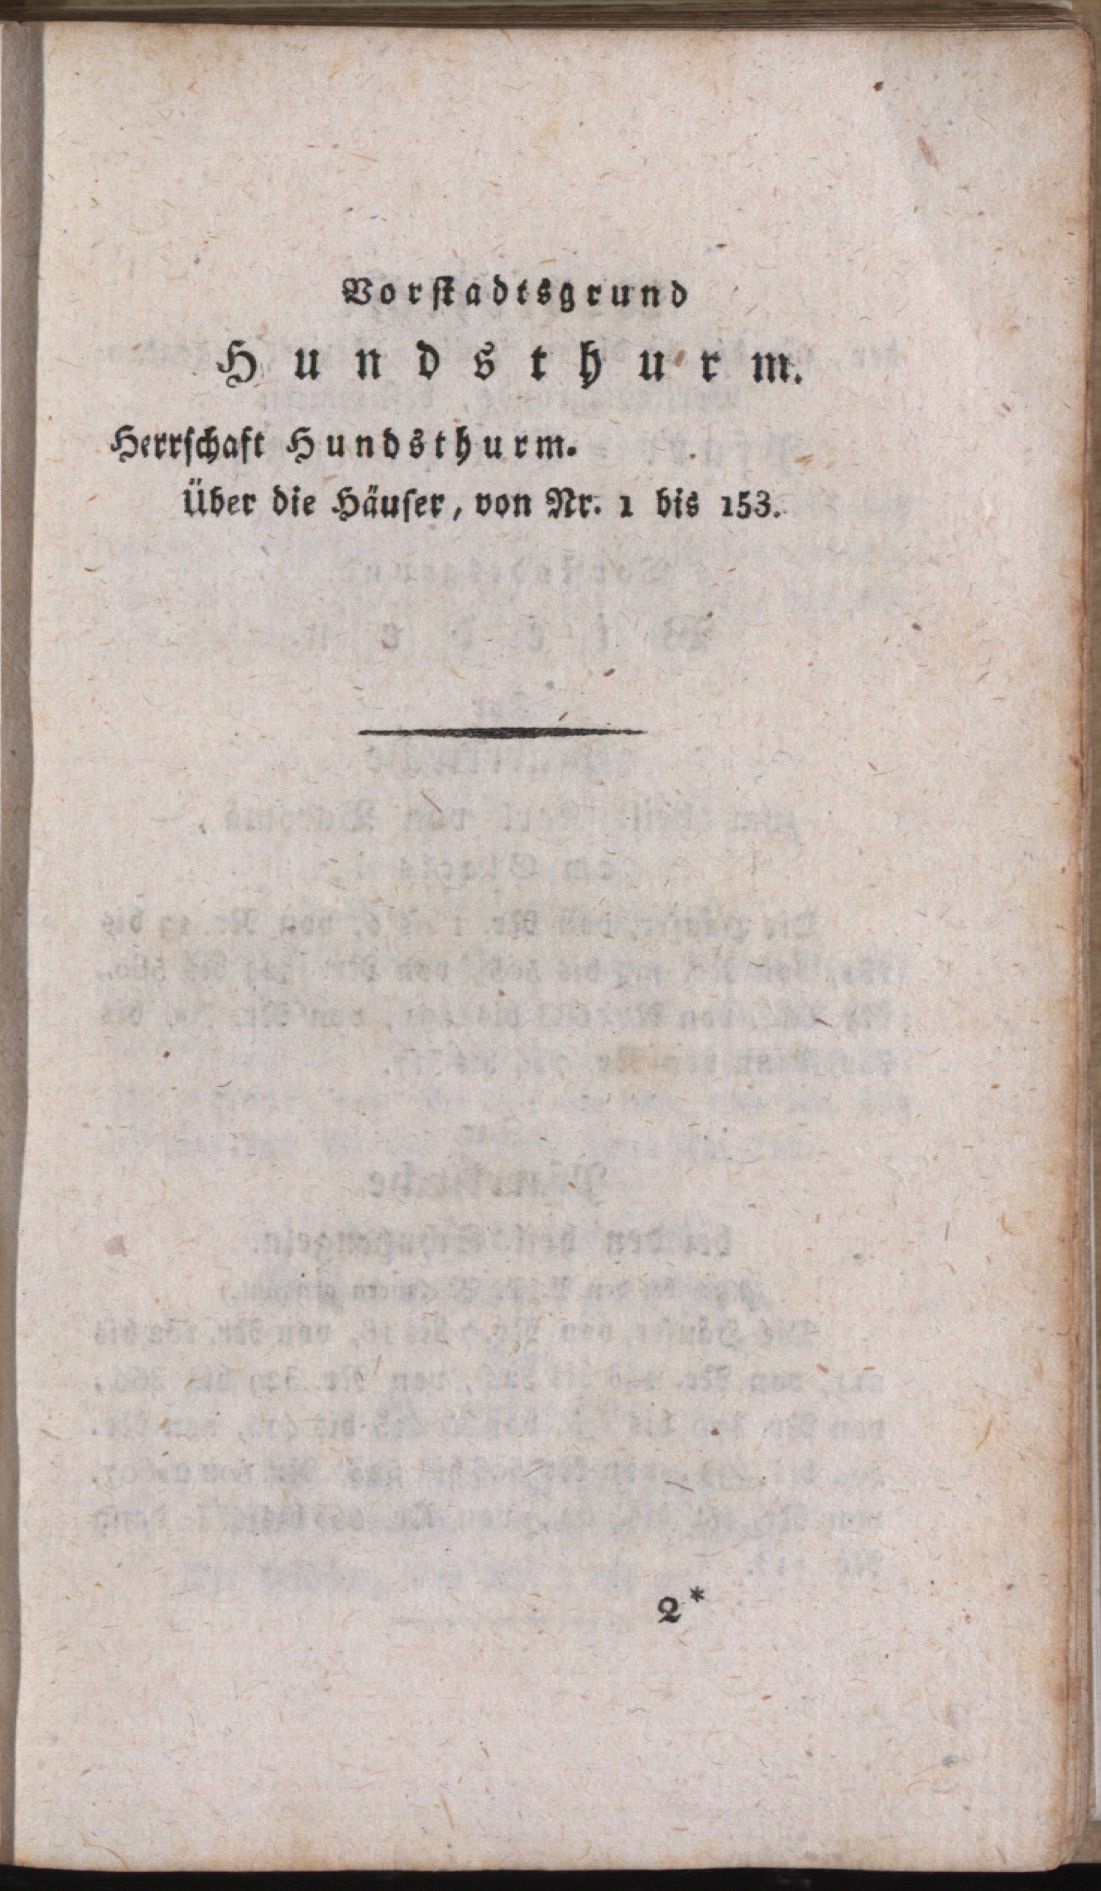 Vorstadtsgrund
Hundsthurm.
Herrschaft Hundsthurm.
Über die Häuser, von Nr. 1 bis 153.
2*